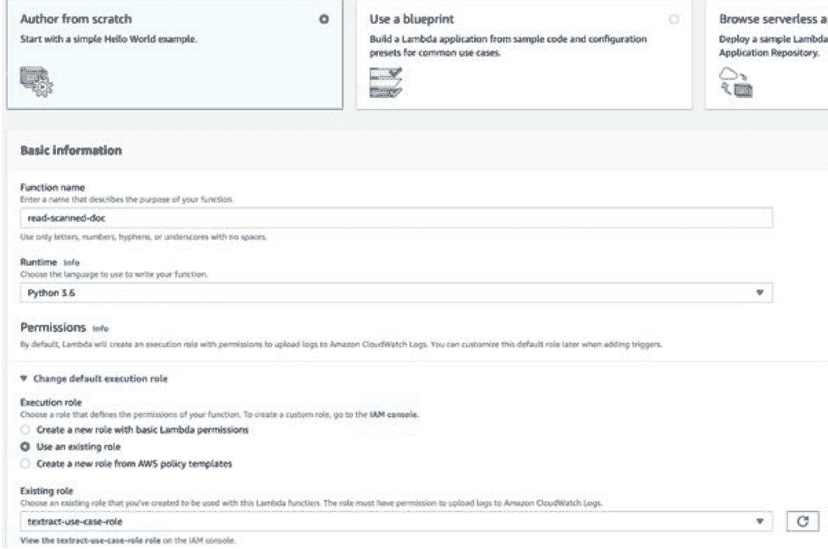 Author from scratch
Start with a simple Hello World example.
Use a blueprint
Build a Lambda application from sample code and configuration
presets for common use cases.
Browse serverless a
Deploy a sample Lambda
Application Repository.
Basic information
Function name
Enter a name that describes the purpose of your function.
read-scanned-doc
Use only letters, numbers, hyphens, or underscores with no spaces.
Runtime Info
Choose the language to use to write your function.
Python 3.6
Permissions Info
By default, Lambda will create an execution role with permissions to upload logs to Amazon CloudWatch Logs. You can customize this default role later when adding triggers.
Change default execution role
Execution role
Choose a role that defines the permissions of your function. To create a custom role, go to the IAM console.
Create a new role with basic Lambda permissions
Use an existing role
Create a new role from AWS policy templates
Existing role
Choose an existing role that you've created to be used with this Lambda function. The role must have permission to upload logs to Amazon CloudWatch Logs.
textract-use-case-role
View the textract-use-case-role role on the IAM console.